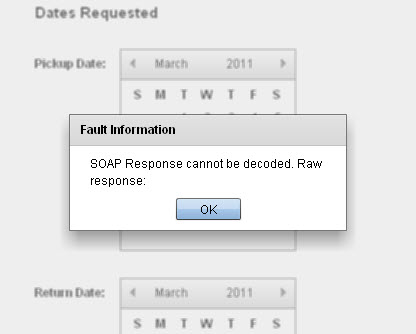 Dates Requested
Pickup Date:
March 2011
S M T W T F S
Fault Information
SOAP Response cannot be decoded. Raw
response:
OK
Return Date:
March 2011
S M T W T F S